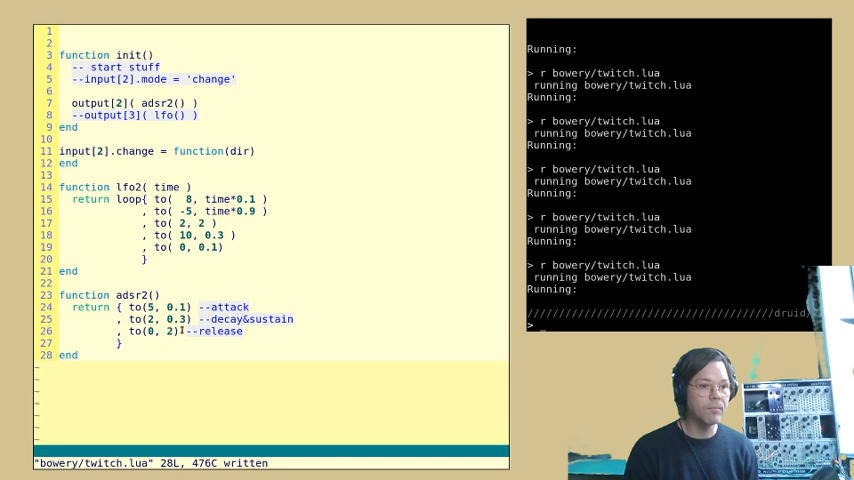 1
2
3 function init()
4 -- start stuff
5 --input[2].mode = 'change'
6
7 output[2]( adsr2() )
8 --output[3]( lfo() )
9 end
10
11 input[2].change = function(dir)
12 end
13
14 function lfo2( time )
15 return loop{ to( 8, time*0.1 )
16 , to( -5, time*0.9 )
17 , to( 2, 2 )
18 , to( 10, 0.3 )
19 , to( 0, 0.1)
20 }
21 end
22
23 function adsr2()
24 return { to(5, 0.1) --attack
25 , to(2, 0.3) --decay&sustain
26 , to(0, 2) --release
27 }
28 end
~
~
~
~
~
~
~
"bowery/twitch.lua" 28L, 476C written
Running:
> r bowery/twitch.lua
running bowery/twitch.lua
Running:
> r bowery/twitch.lua
running bowery/twitch.lua
Running:
> r bowery/twitch.lua
running bowery/twitch.lua
Running:
> r bowery/twitch.lua
running bowery/twitch.lua
Running:
> r bowery/twitch.lua
running bowery/twitch.lua
Running:
///////////////////////////////////////druid/
> _